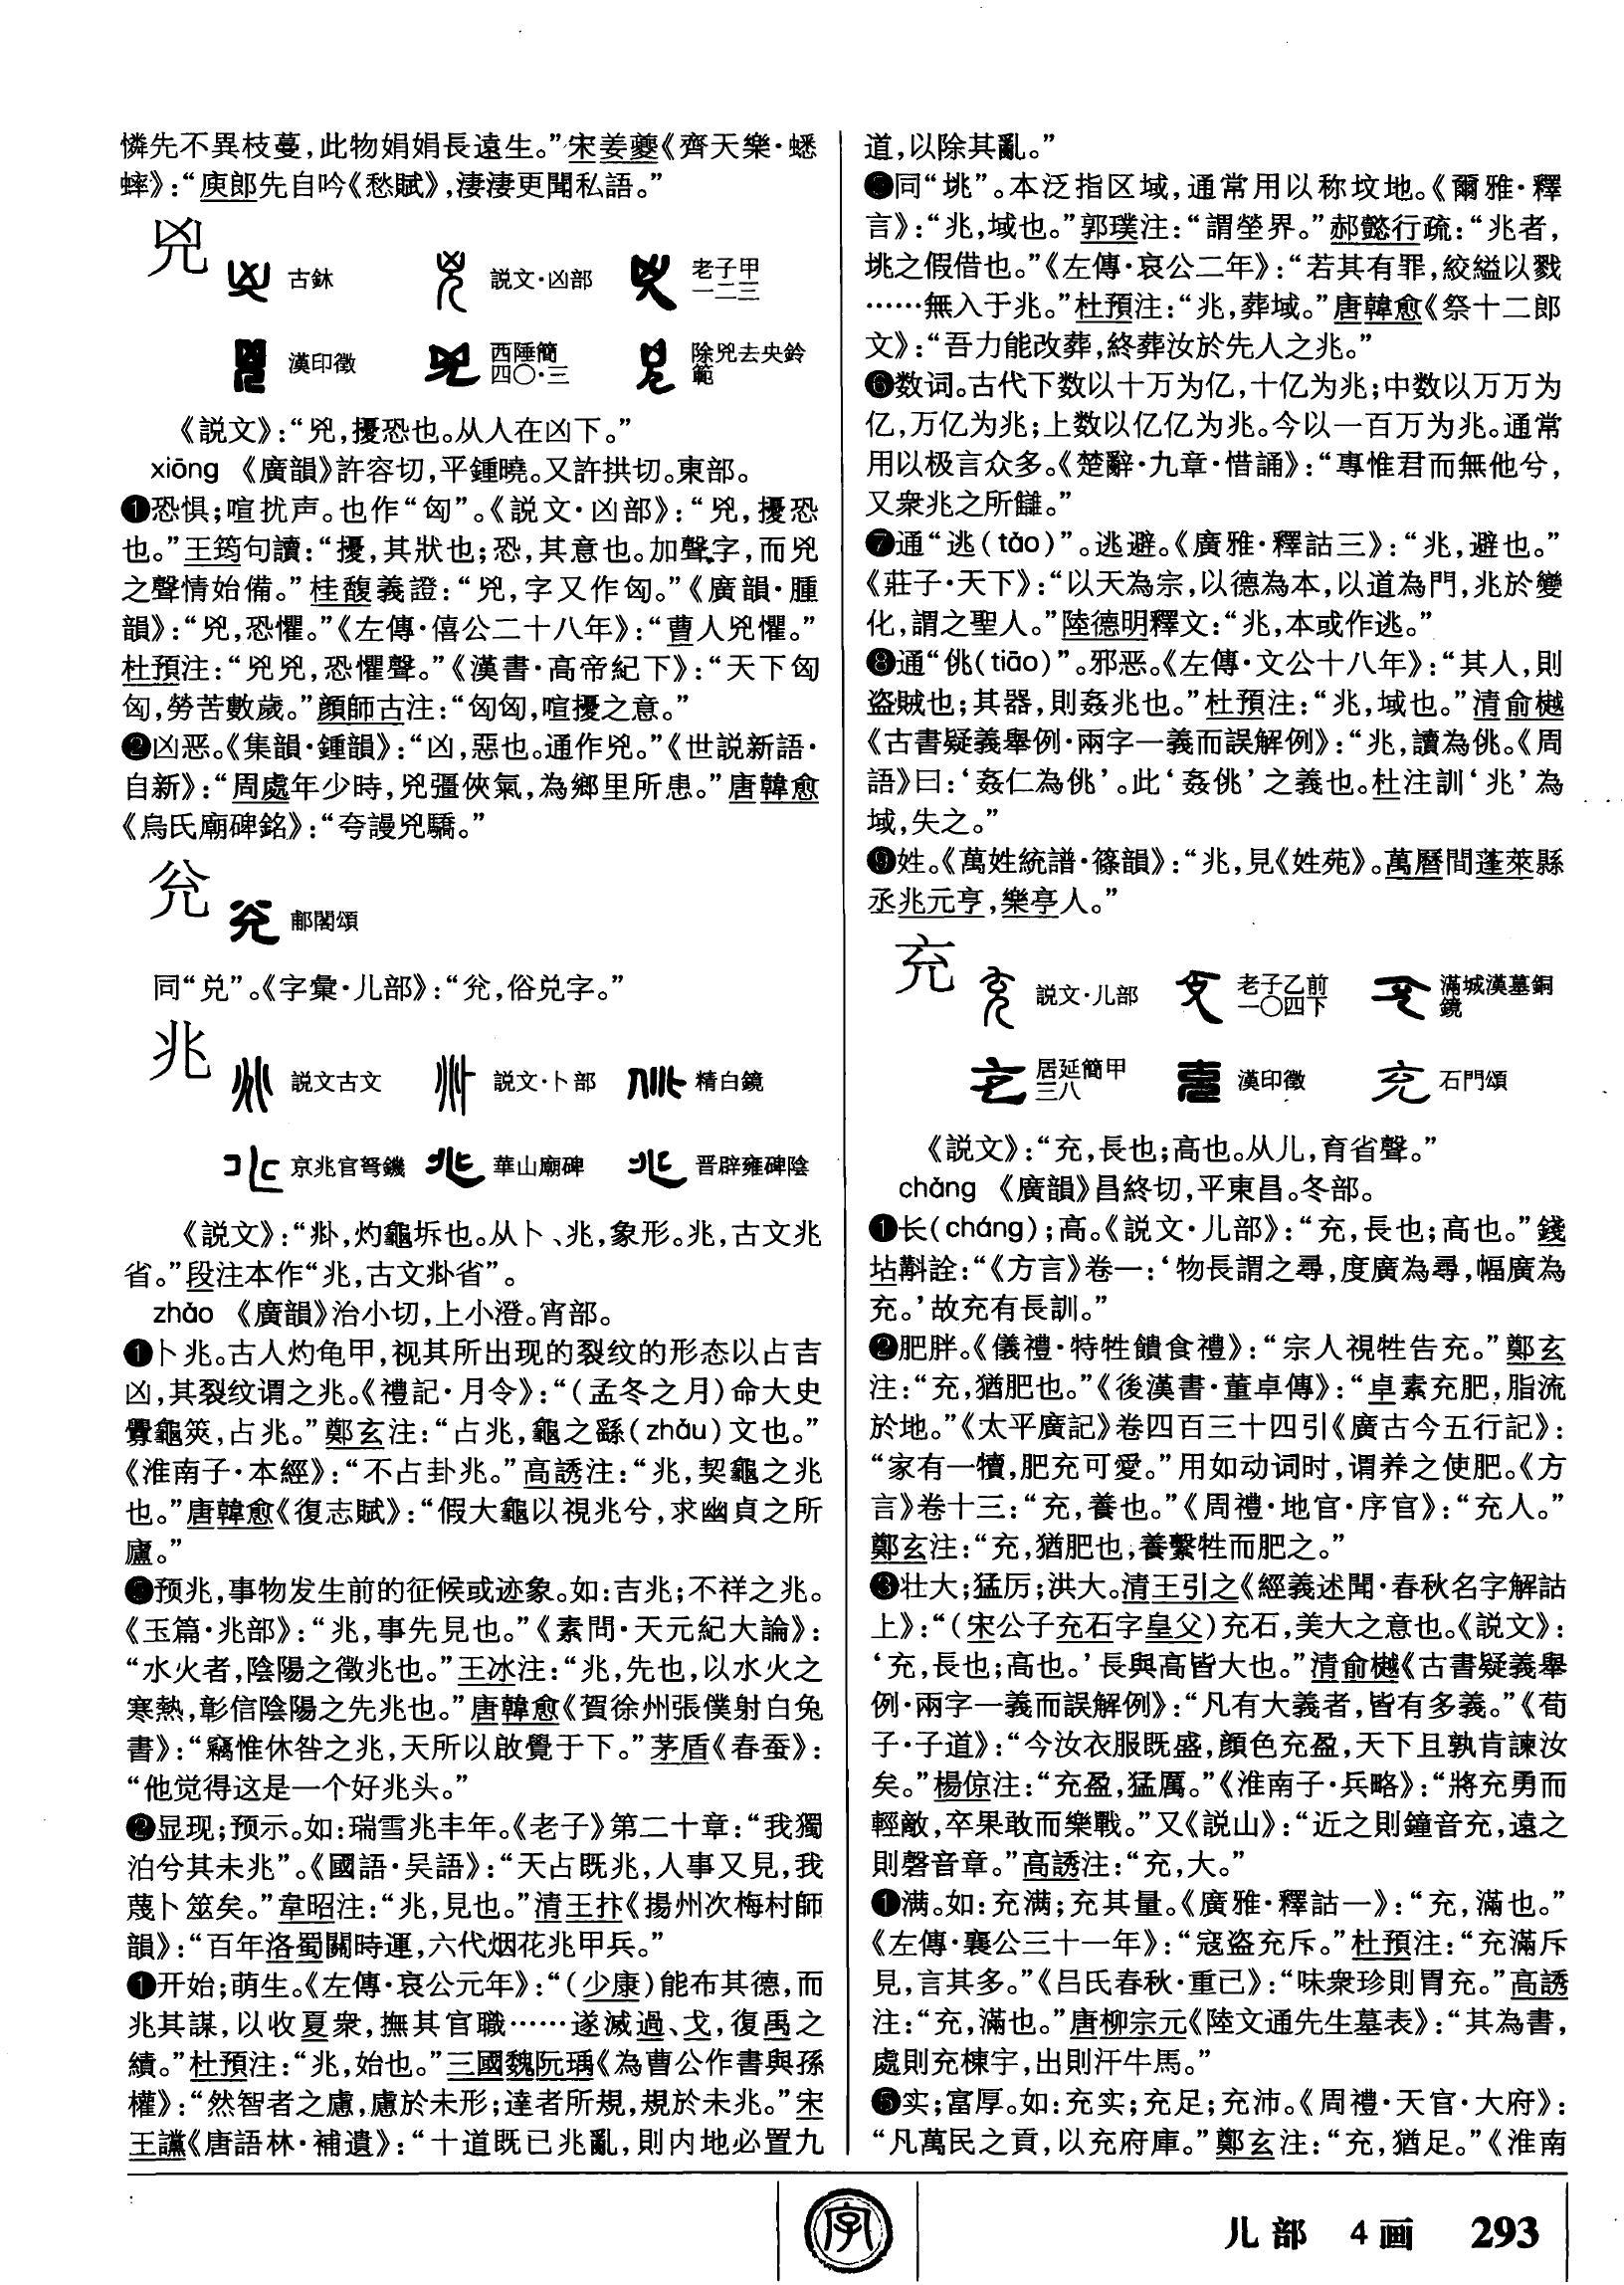 憐先不異枝蔓,此物娟娟長遠生。”宋姜夔《齊天樂·蟋
蟀》:“庾郎先自吟《愁賦》,淒淒更聞私語。”
兇
古鉥 説文·凶部 老子甲一二三
漢印徵 西陲簡四〇·三 除兇去央鈴範
《説文》:“兇,擾恐也。从人在凶下。”
xiōng 《廣韻》許容切,平鍾曉。又許拱切。東部。
❶恐惧;喧扰声。也作“匈”。《説文·凶部》:“兇,擾恐
也。”王筠句讀:“擾,其狀也;恐,其意也。加聲字,而兇
之聲情始備。”桂馥義證:“兇,字又作匈。”《廣韻·腫
韻》:“兇,恐懼。”《左傳·僖公二十八年》:“曹人兇懼。”
杜預注:“兇兇,恐懼聲。”《漢書·高帝紀下》:“天下匈
匈,勞苦數歲。”顔師古注:“匈匈,喧擾之意。”
❷凶恶。《集韻·鍾韻》:“凶,惡也。通作兇。”《世説新語·
自新》:“周處年少時,兇彊俠氣,為鄉里所患。”唐韓愈
《烏氏廟碑銘》:“夸謾兇驕。”
兊
郙閣頌
同“兑”。《字彙·儿部》:“兊,俗兑字。”
兆
説文古文 説文·卜部 精白鏡
京兆官弩鐖 華山廟碑 晋辟雍碑陰
《説文》:“𠧞,灼龜坼也。从卜、兆,象形。兆,古文兆
省。”段注本作“兆,古文𠧞省”。
zhǎo 《廣韻》治小切,上小澄。宵部。
❶卜兆。古人灼龟甲,视其所出现的裂纹的形态以占吉
凶,其裂纹谓之兆。《禮記·月令》:“(孟冬之月)命大史
釁龜筴,占兆。”鄭玄注:“占兆,龜之繇(zhǎu)文也。”
《淮南子·本經》:“不占卦兆。”高誘注:“兆,契龜之兆
也。”唐韓愈《復志賦》:“假大龜以視兆兮,求幽貞之所
廬。”
❸预兆,事物发生前的征候或迹象。如:吉兆;不祥之兆。
《玉篇·兆部》:“兆,事先見也。”《素問·天元紀大論》:
“水火者,陰陽之徵兆也。”王冰注:“兆,先也,以水火之
寒熱,彰信陰陽之先兆也。”唐韓愈《賀徐州張僕射白兔
書》:“竊惟休咎之兆,天所以啟覺于下。”茅盾《春蚕》:
“他觉得这是一个好兆头。”
❷显现;预示。如:瑞雪兆丰年。《老子》第二十章:“我獨
泊兮其未兆”。《國語·吴語》:“天占既兆,人事又見,我
蔑卜筮矣。”韋昭注:“兆,見也。”清王抃《揚州次梅村師
韻》:“百年洛蜀關時運,六代烟花兆甲兵。”
❶开始;萌生。《左傳·哀公元年》:“(少康)能布其德,而
兆其謀,以收夏衆,撫其官職……遂滅過、戈,復禹之
績。”杜預注:“兆,始也。”三國魏阮瑀《為曹公作書與孫
權》:“然智者之慮,慮於未形;達者所規,規於未兆。”宋
王讜《唐語林·補遺》:“十道既已兆亂,則内地必置九
道,以除其亂。”
❺同“垗”。本泛指区域,通常用以称坟地。《爾雅·釋
言》:“兆,域也。”郭璞注:“謂塋界。”郝懿行疏:“兆者,
垗之假借也。”《左傳·哀公二年》:“若其有罪,絞縊以戮
……無入于兆。”杜預注:“兆,葬域。”唐韓愈《祭十二郎
文》:“吾力能改葬,終葬汝於先人之兆。”
❻数词。古代下数以十万为亿,十亿为兆;中数以万万为
亿,万亿为兆;上数以亿亿为兆。今以一百万为兆。通常
用以极言众多。《楚辭·九章·惜誦》:“專惟君而無他兮,
又衆兆之所讎。”
❼通“逃(tǎo)”。逃避。《廣雅·釋詁三》:“兆,避也。”
《莊子·天下》:“以天為宗,以德為本,以道為門,兆於變
化,謂之聖人。”陸德明釋文:“兆,本或作逃。”
❽通“佻(tiāo)”。邪恶。《左傳·文公十八年》:“其人,則
盜賊也;其器,則姦兆也。”杜預注:“兆,域也。”清俞樾
《古書疑義舉例·兩字一義而誤解例》:“兆,讀為佻。《周
語》曰:‘姦仁為佻’。此‘姦佻’之義也。杜注訓‘兆’為
域,失之。”
❾姓。《萬姓統譜·篠韻》:“兆,見《姓苑》。萬曆間蓬萊縣
丞兆元亨,樂亭人。”
充
説文·儿部 老子乙前一〇四下 滿城漢墓銅鏡
居延簡甲三八 漢印徵 石門頌
《説文》:“充,長也;高也。从儿,育省聲。”
chǎng 《廣韻》昌終切,平東昌。冬部。
❶长(cháng);高。《説文·儿部》:“充,長也;高也。”錢
坫斠詮:“《方言》卷一:‘物長謂之尋,度廣為尋,幅廣為
充。’故充有長訓。”
❷肥胖。《儀禮·特牲饋食禮》:“宗人視牲告充。”鄭玄
注:“充,猶肥也。”《後漢書·董卓傳》:“卓素充肥,脂流
於地。”《太平廣記》卷四百三十四引《廣古今五行記》:
“家有一犢,肥充可愛。”用如动词时,谓养之使肥。《方
言》卷十三:“充,養也。”《周禮·地官·序官》:“充人。”
鄭玄注:“充,猶肥也,養繫牲而肥之。”
❸壮大;猛厉;洪大。清王引之《經義述聞·春秋名字解詁
上》:“(宋公子充石字皇父)充石,美大之意也。《説文》:
‘充,長也;高也。’長與高皆大也。”清俞樾《古書疑義舉
例·兩字一義而誤解例》:“凡有大義者,皆有多義。”《荀
子·子道》:“今汝衣服既盛,顔色充盈,天下且孰肯諫汝
矣。”楊倞注:“充盈,猛厲。”《淮南子·兵略》:“將充勇而
輕敵,卒果敢而樂戰。”又《説山》:“近之則鐘音充,遠之
則磬音章。”高誘注:“充,大。”
❶满。如:充满;充其量。《廣雅·釋詁一》:“充,滿也。”
《左傳·襄公三十一年》:“寇盜充斥。”杜預注:“充滿斥
見,言其多。”《吕氏春秋·重己》:“味衆珍則胃充。”高誘
注:“充,滿也。”唐柳宗元《陸文通先生墓表》:“其為書,
處則充棟宇,出則汗牛馬。”
❺实;富厚。如:充实;充足;充沛。《周禮·天官·大府》:
“凡萬民之貢,以充府庫。”鄭玄注:“充,猶足。”《淮南
字
儿部 4画 293